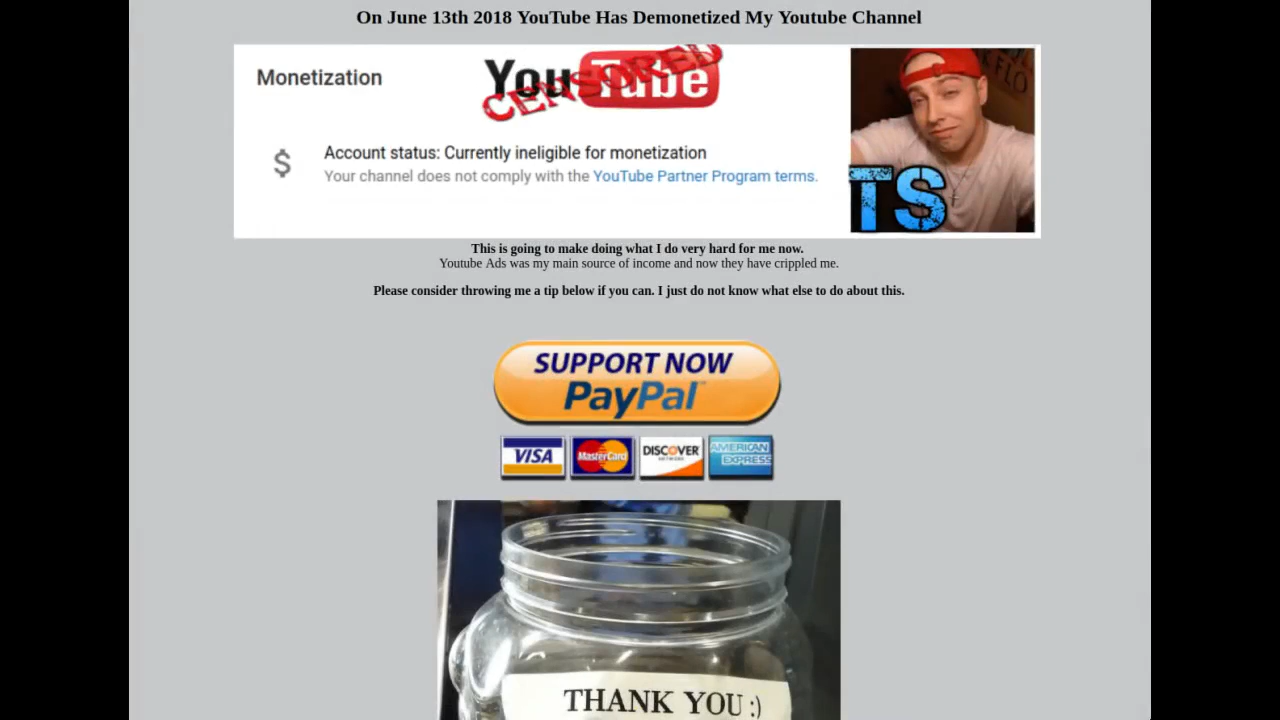 On June 13th 2018 YouTube Has Demonetized My Youtube Channel
Monetization
YouTube
CENSORED
$
Account status: Currently ineligible for monetization
Your channel does not comply with the YouTube Partner Program terms.
TS
This is going to make doing what I do very hard for me now.
Youtube Ads was my main source of income and now they have crippled me.
Please consider throwing me a tip below if you can. I just do not know what else to do about this.
SUPPORT NOW
PayPal™
VISA
MasterCard
DISCOVER
NETWORK
AMERICAN
EXPRESS
THANK YOU :)